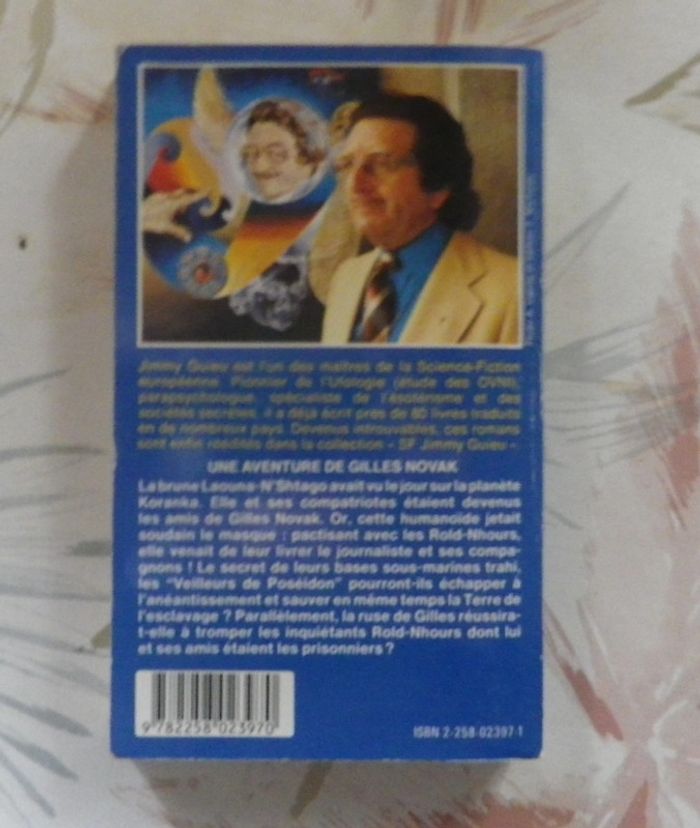 Jimmy Guieu est l'un des maîtres de la Science-Fiction
européenne. Pionnier de l'Ufologie (étude des OVNI),
parapsychologue, spécialiste de l'ésotérisme et des
sociétés secrètes, il a déjà écrit près de 80 livres traduits
en de nombreux pays. Devenus introuvables, ces romans
sont enfin réédités dans la collection - SF Jimmy Guieu -
UNE AVENTURE DE GILLES NOVAK
La brune Laouna-N'Shtago avait vu le jour sur la planète
Koranka. Elle et ses compatriotes étaient devenus
les amis de Gilles Novak. Or, cette humanoïde jetait
soudain le masque : pactisant avec les Rold-Nhours,
elle venait de leur livrer le journaliste et ses compa-
gnons ! Le secret de leurs bases sous-marines trahi,
les "Veilleurs de Poséidon" pourront-ils échapper à
l'anéantissement et sauver en même temps la Terre de
l'esclavage ? Parallèlement, la ruse de Gilles réussira-
t-elle à tromper les inquiétants Rold-Nhours dont lui
et ses amis étaient les prisonniers ?
9 782258 023970
ISBN 2-258-02397 1